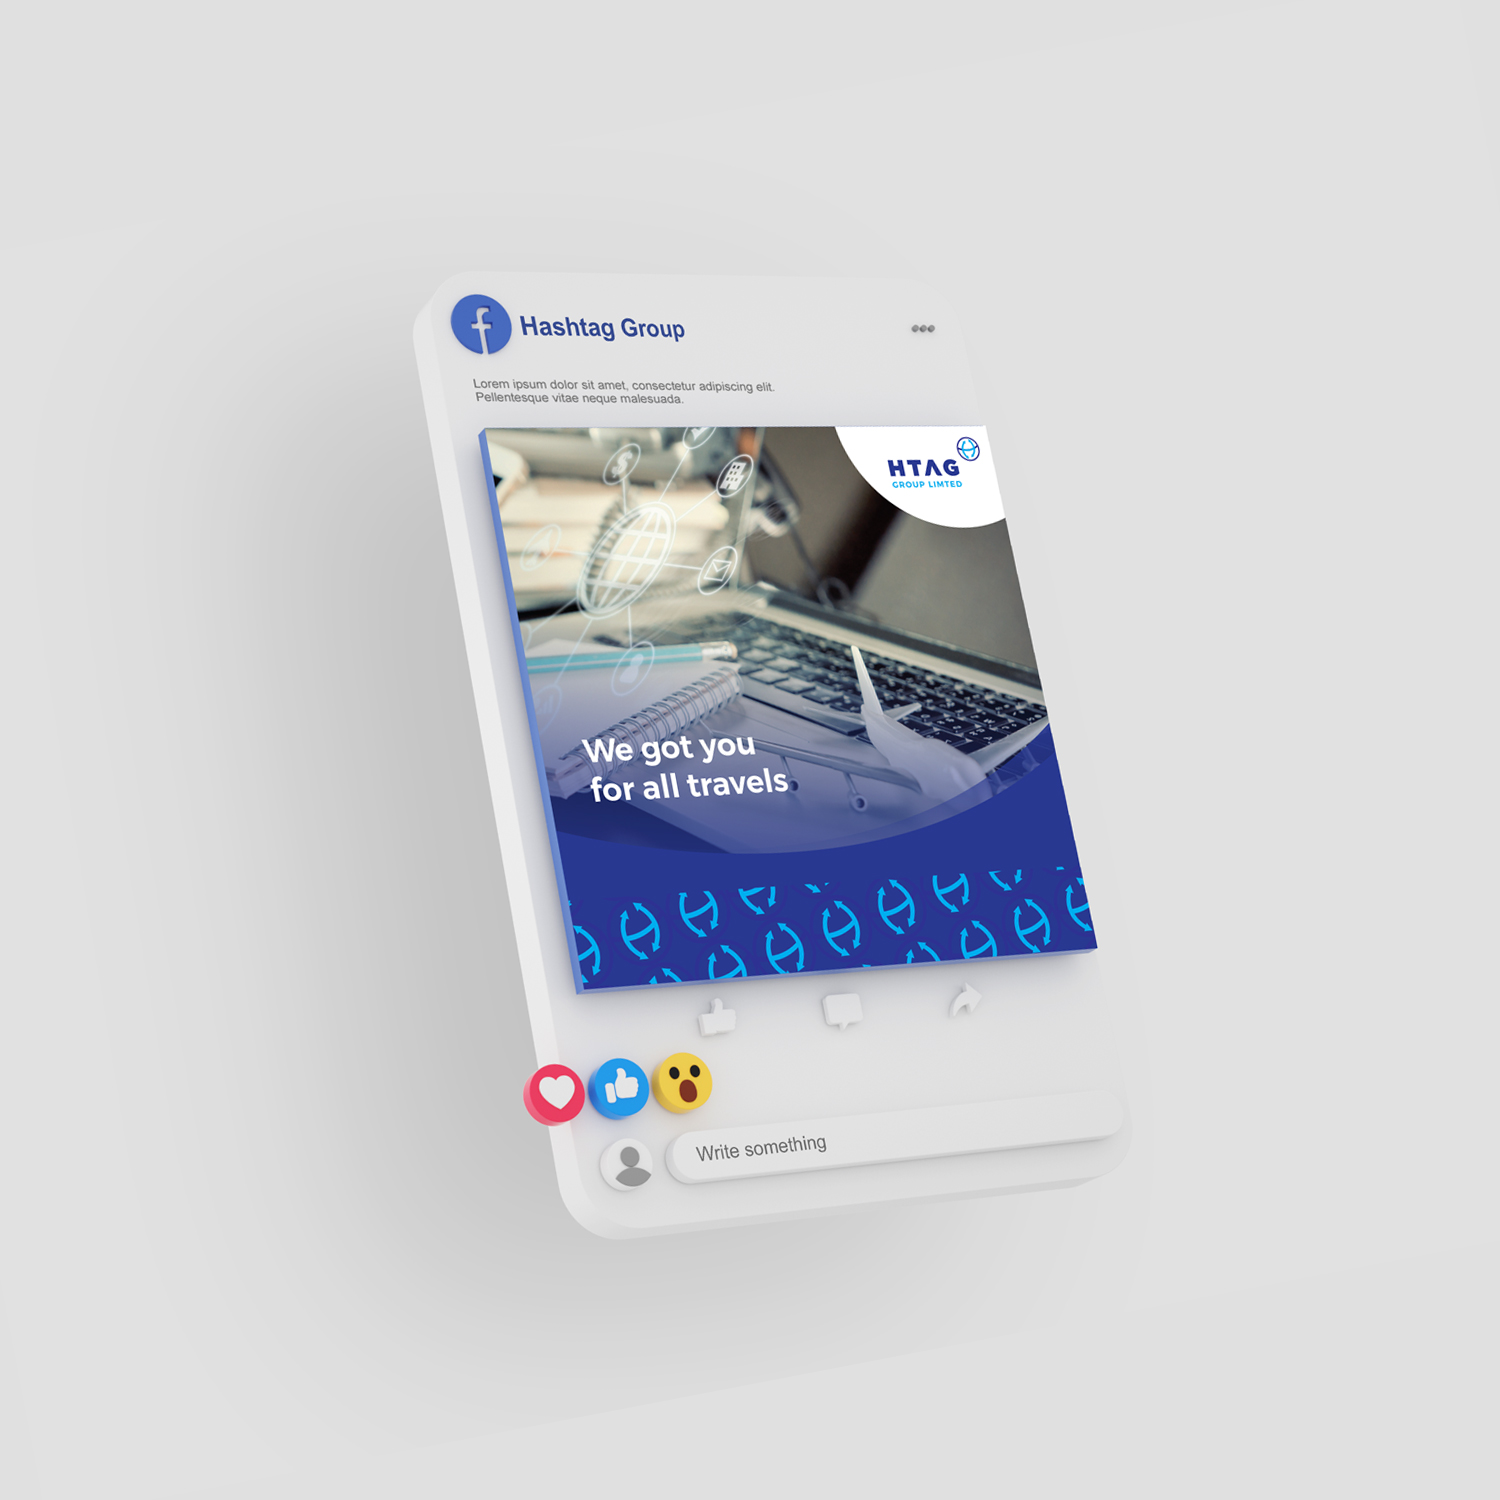 Hashtag Group
Lorem ipsum dolor sit amet, consectetur adipiscing elit.
Pellentesque vitae neque malesuada.
HTAG
GROUP LIMTED
We got you
for all travels
Write something